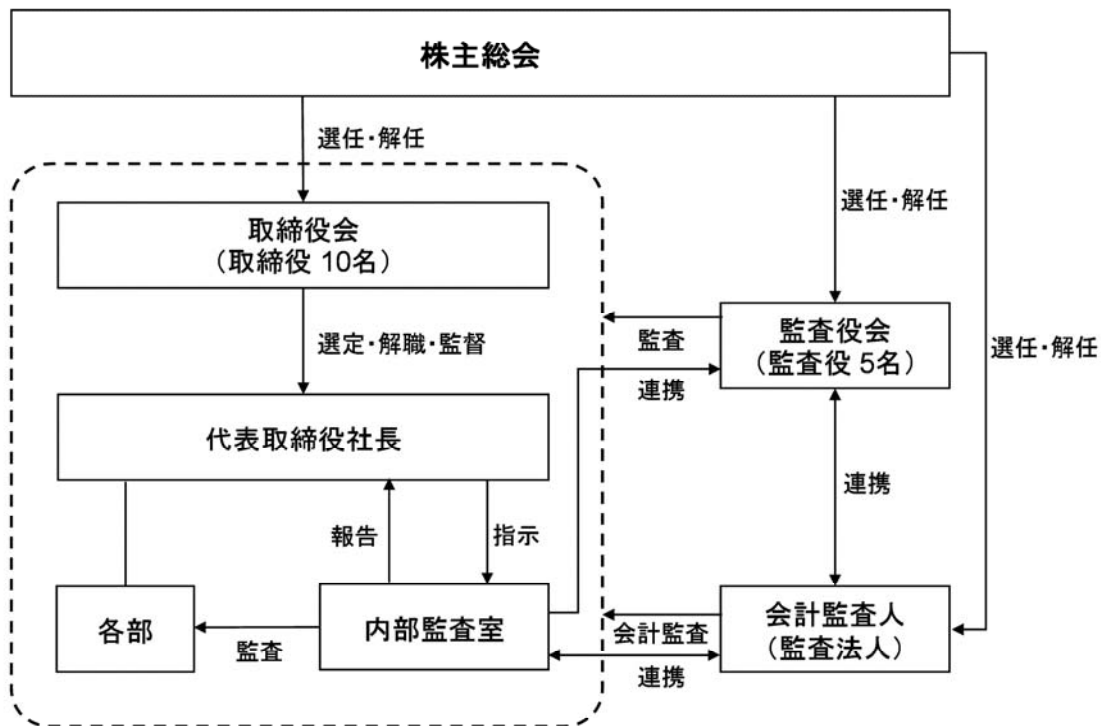 株主総会
選任・解任
選任・解任
選任・解任
取締役会
（取締役 10名）
選定・解職・監督
監査役会
（監査役 5名）
監査
連携
代表取締役社長
連携
報告
指示
各部
監査
内部監査室
会計監査
連携
会計監査人
（監査法人）